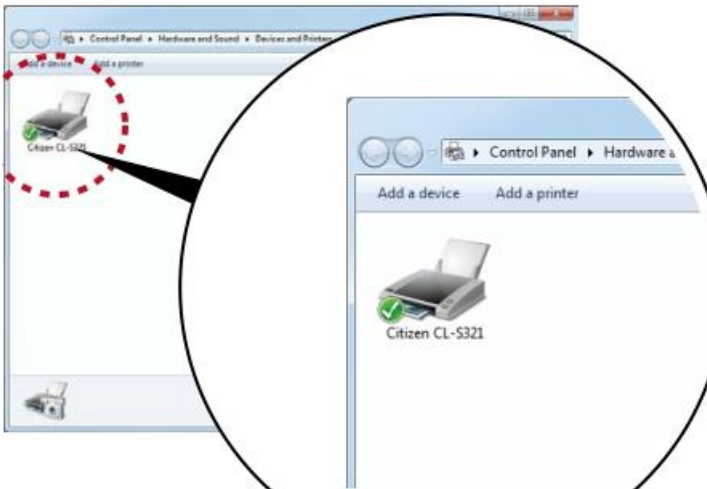 Control Panel ▸ Hardware and Sound ▸ Devices and Printers
Add a device Add a printer
Citizen CL-S321
Control Panel ▸ Hardware a
Add a device Add a printer
Citizen CL-S321